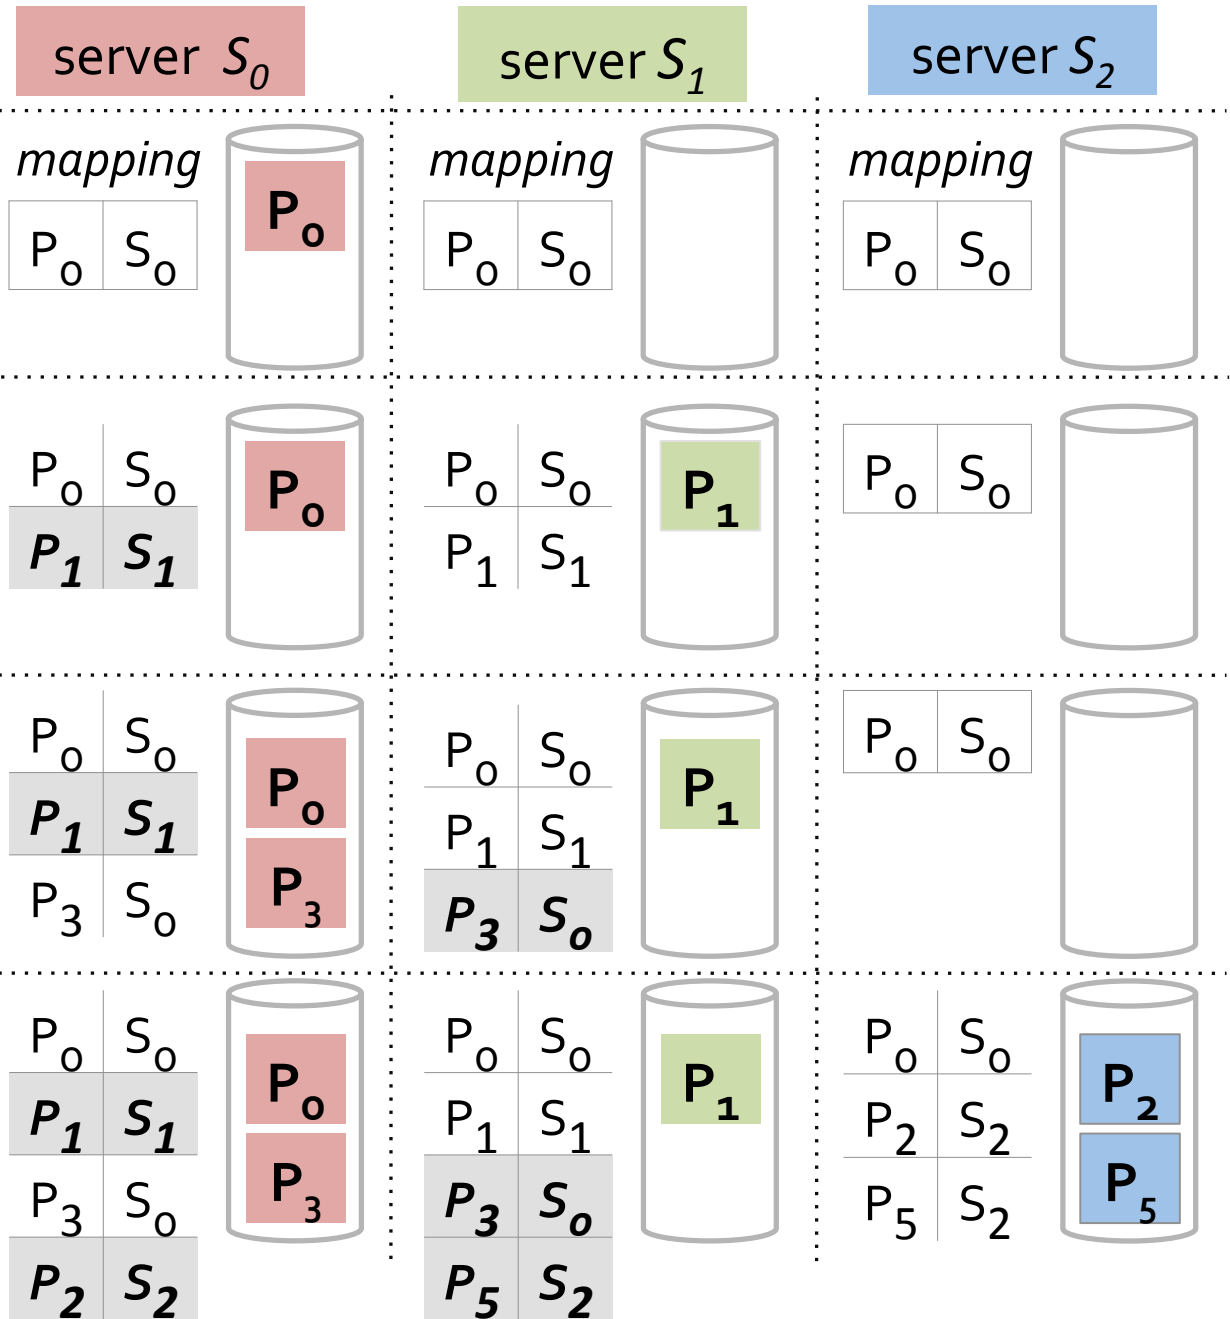 server S₀ server S₁ server S₂
mapping P₀ mapping mapping
P₀ S₀ P₀ S₀ P₀ S₀
P₀ S₀ P₀ P₀ S₀ P₁ P₀ S₀
P₁ S₁ P₁ S₁
P₀ S₀ P₀ P₀ S₀ P₁ P₀ S₀
P₁ S₁ P₁ S₁
P₃ S₀ P₃ P₃ S₀
P₀ S₀ P₀ P₀ S₀ P₁ P₀ S₀ P₂
P₁ S₁ P₁ S₁ P₂ S₂
P₃ S₀ P₃ P₃ S₀ P₅ S₂ P₅
P₂ S₂ P₅ S₂